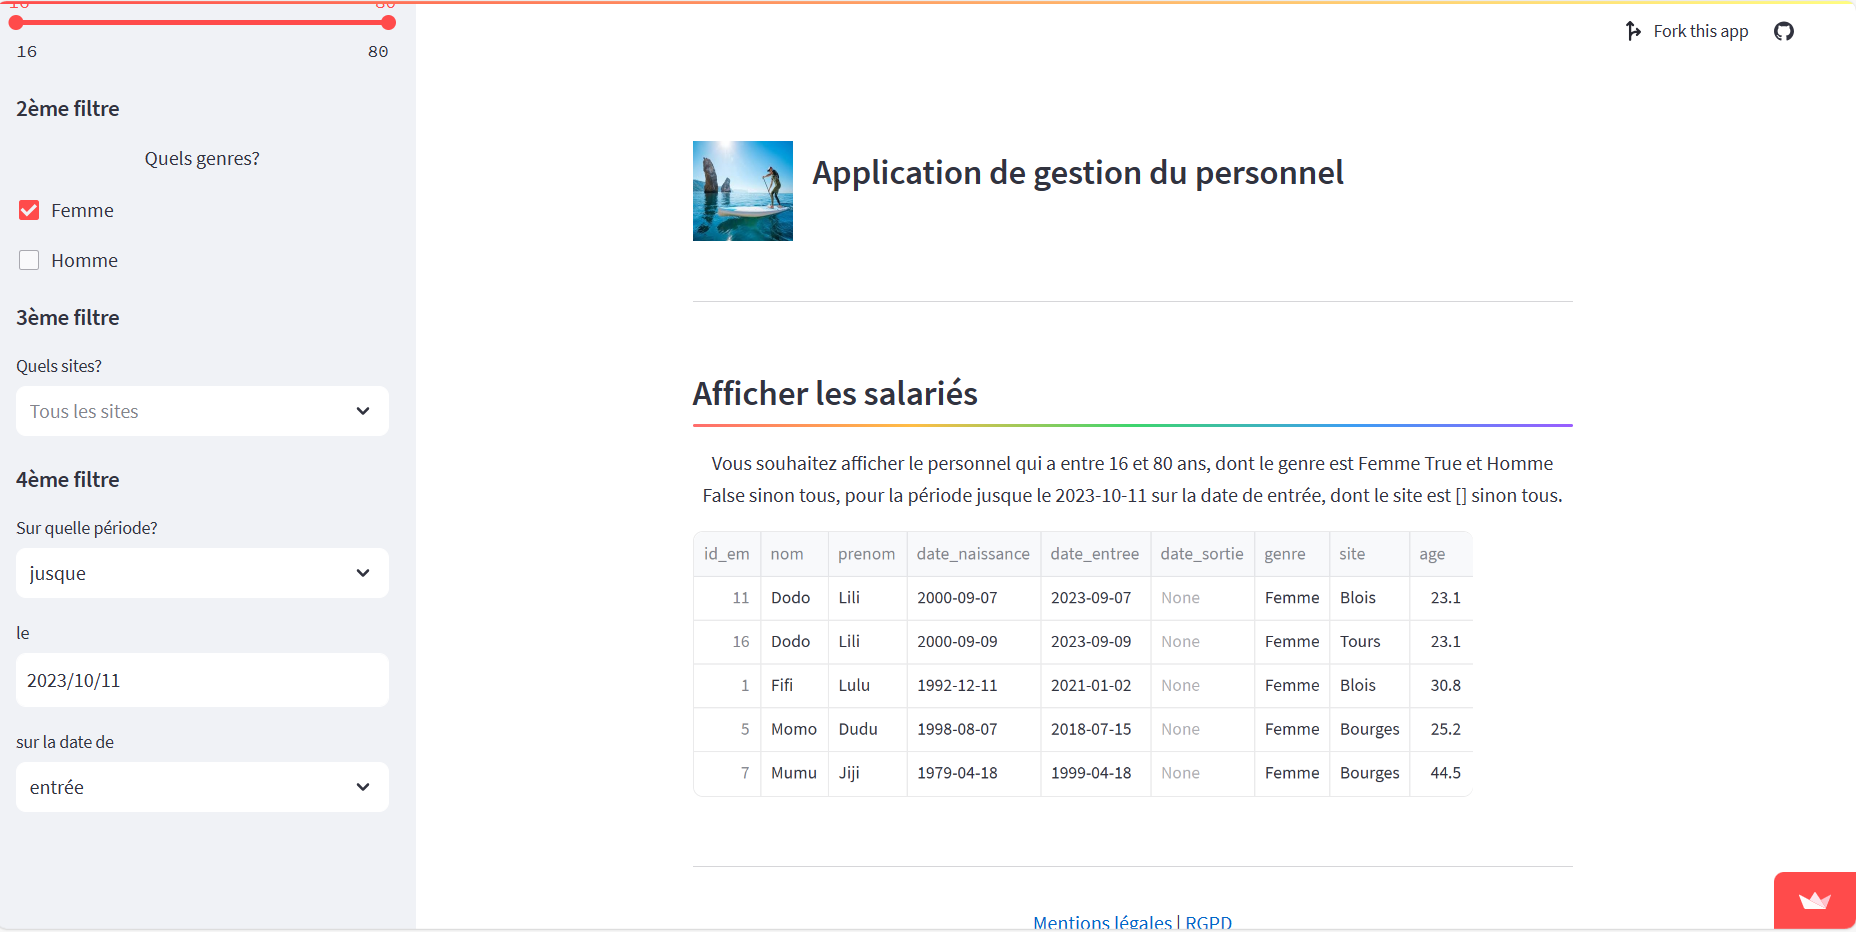 16 80
2ème filtre
Quels genres?
Femme
Homme
3ème filtre
Quels sites?
Tous les sites
4ème filtre
Sur quelle période?
jusque
le
2023/10/11
sur la date de
entrée
Fork this app
Application de gestion du personnel
Afficher les salariés
Vous souhaitez afficher le personnel qui a entre 16 et 80 ans, dont le genre est Femme True et Homme
False sinon tous, pour la période jusque le 2023-10-11 sur la date de entrée, dont le site est [] sinon tous.
id_em nom prenom date_naissance date_entree date_sortie genre site age
11 Dodo Lili 2000-09-07 2023-09-07 None Femme Blois 23.1
16 Dodo Lili 2000-09-09 2023-09-09 None Femme Tours 23.1
1 Fifi Lulu 1992-12-11 2021-01-02 None Femme Blois 30.8
5 Momo Dudu 1998-08-07 2018-07-15 None Femme Bourges 25.2
7 Mumu Jiji 1979-04-18 1999-04-18 None Femme Bourges 44.5
Mentions légales | RGPD